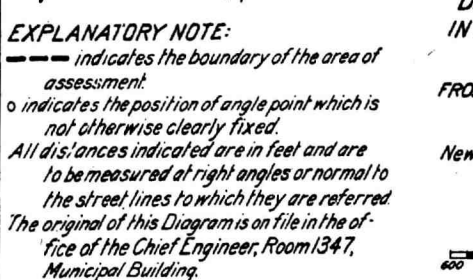 EXPLANATORY NOTE:
--- indicates the boundary of the area of
assessment.
o indicates the position of angle point which is
not otherwise clearly fixed.
All distances indicated are in feet and are
to be measured at right angles or normal to
the street lines to which they are referred.
The original of this Diagram is on file in the of-
fice of the Chief Engineer, Room 1347,
Municipal Building.
IN
FRO
New
600